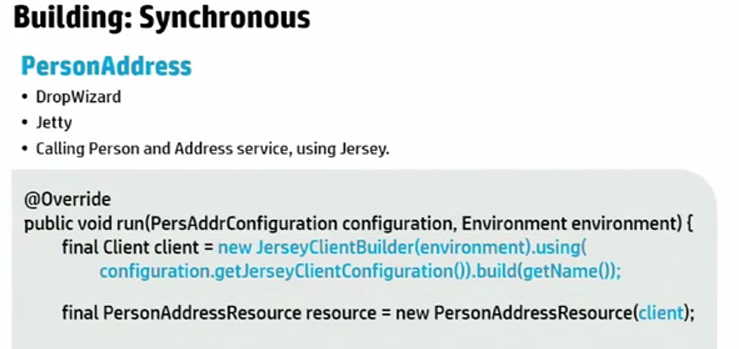 Building: Synchronous
PersonAddress
• DropWizard
• Jetty
• Calling Person and Address service, using Jersey.
@Override
public void run(PersAddrConfiguration configuration, Environment environment) {
final Client client = new JerseyClientBuilder(environment).using(
configuration.getJerseyClientConfiguration()).build(getName());
final PersonAddressResource resource = new PersonAddressResource(client);